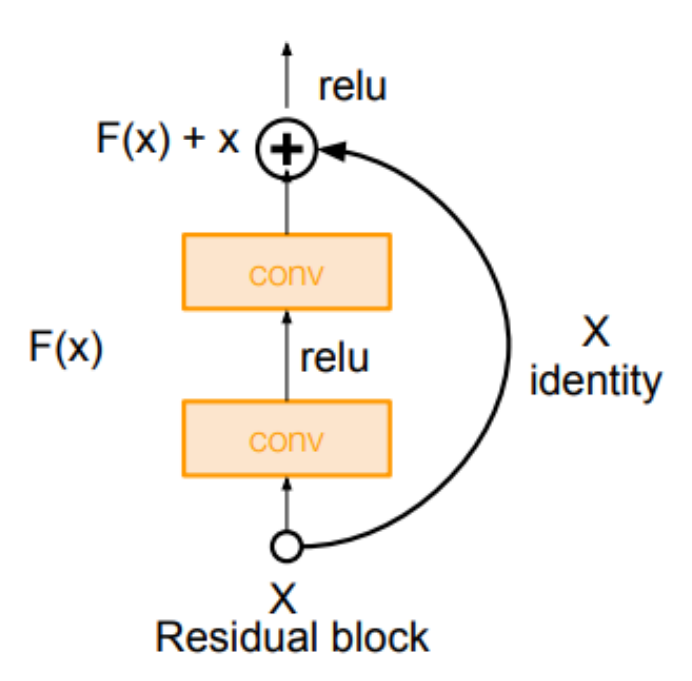 relu
F(x) + x
conv
F(x)
relu
X
identity
conv
X
Residual block